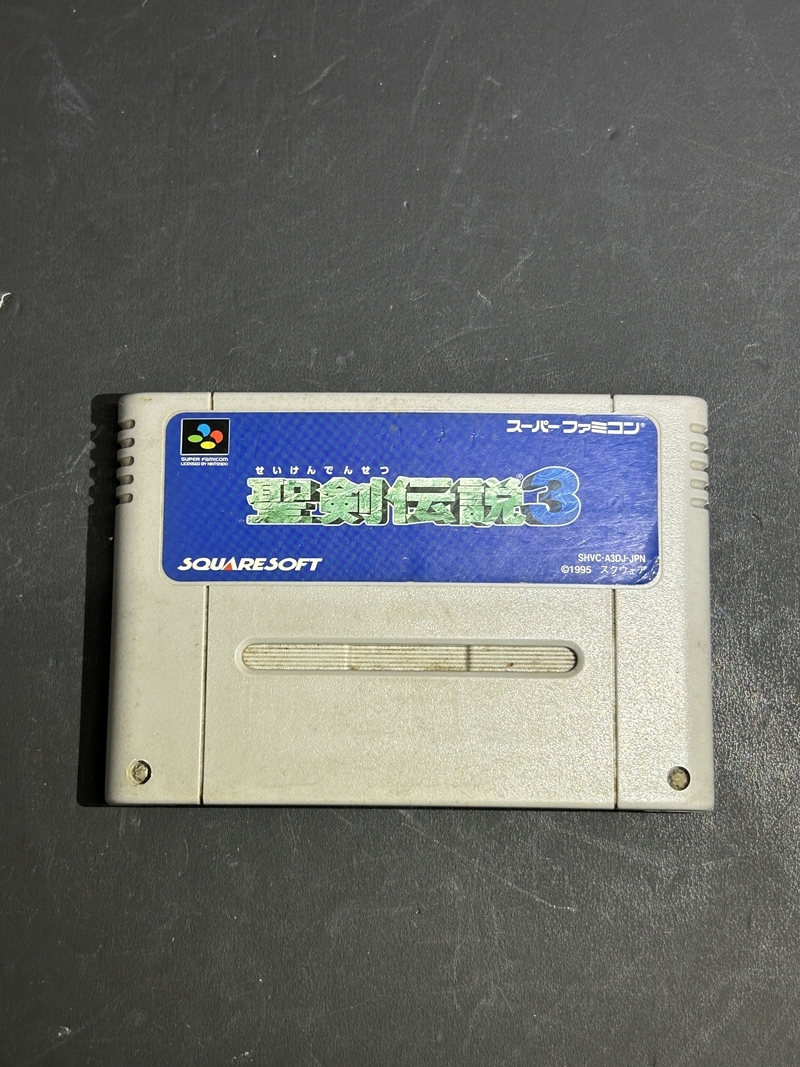 スーパーファミコン®
SUPER FAMICOM
LICENSED BY NINTENDO
せいけんでんせつ
聖剣伝説®3
SQUARESOFT
SHVC-A3DJ-JPN
©1995 スクウェア